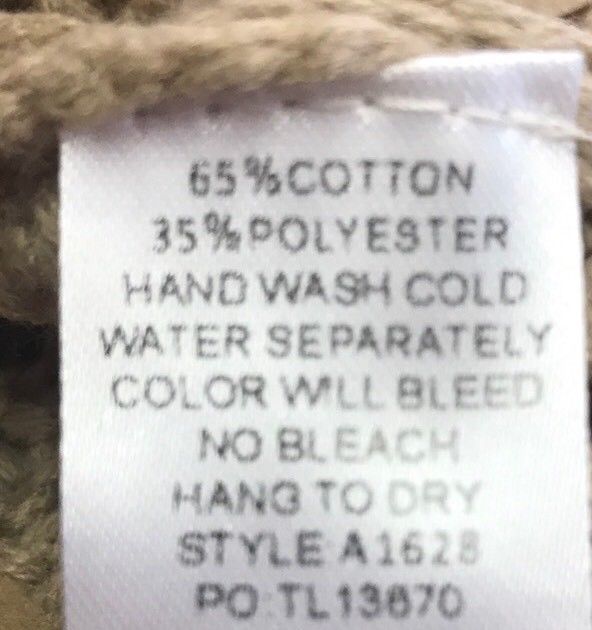 65%COTTON
35%POLYESTER
HAND WASH COLD
WATER SEPARATELY
COLOR WILL BLEED
NO BLEACH
HANG TO DRY
STYLE:A1628
PO:TL13670